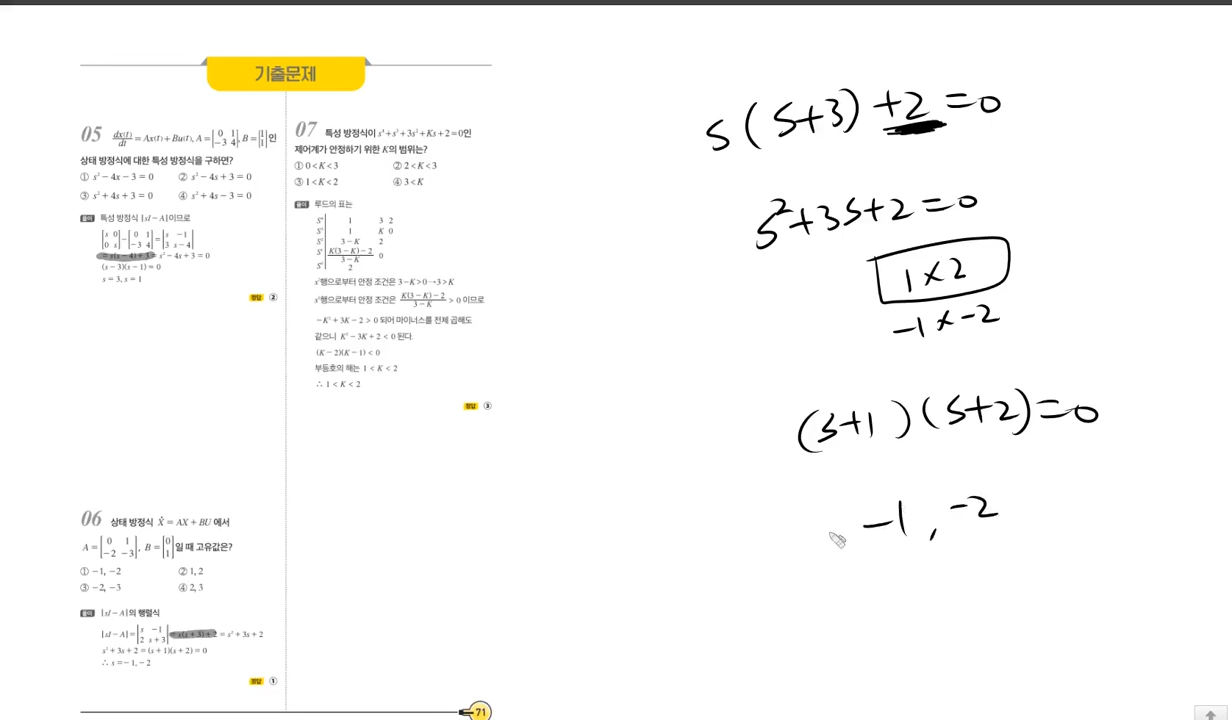 기출문제
05 dx(t)/dt = Ax(t) + Bu(t), A = |0 1 -3 4|, B = |1 1|인
상태 방정식에 대한 특성 방정식을 구하면?
① s² - 4x - 3 = 0 ② s² - 4s + 3 = 0
③ s² + 4s + 3 = 0 ④ s² + 4s - 3 = 0
풀이 특성 방정식 |sI - A|이므로
|s 0 0 s| - |0 1 -3 4| = |s -1 3 s-4|
= s(s - 4) + 3 = s² - 4s + 3 = 0
(s - 3)(s - 1) = 0
s = 3, s = 1
정답 ②
06 상태 방정식 Ẋ = AX + BU 에서
A = [0 1 -2 -3], B = [0 1]일 때 고유값은?
① -1, -2 ② 1, 2
③ -2, -3 ④ 2, 3
풀이 |sI - A|의 행렬식
|sI - A| = |s -1 2 s+3| = s(s + 3) + 2 = s² + 3s + 2
s² + 3x + 2 = (s + 1)(s + 2) = 0
∴ s = -1, -2
정답 ①
07 특성 방정식이 s⁴ + s³ + 3s² + Ks + 2 = 0인
제어계가 안정하기 위한 K의 범위는?
① 0 < K < 3 ② 2 < K < 3
③ 1 < K < 2 ④ 3 < K
풀이 루드의 표는
1 3 2
1 K 0
3 - K 2
K(3 - K) - 2 / 3 - K 0
2
s²행으로부터 안정 조건은 3 - K > 0 → 3 > K
s¹행으로부터 안정 조건은 K(3 - K) - 2 / 3 - K > 0 이므로
-K² + 3K - 2 > 0 되어 마이너스를 전체 곱해도
같으니 K² - 3K + 2 < 0 된다.
(K - 2)(K - 1) < 0
부등호의 해는 1 < K < 2
∴ 1 < K < 2
정답 ③
71
s(s+3)+2=0
s²+3s+2=0
1×2
-1×-2
(s+1)(s+2)=0
-1, -2